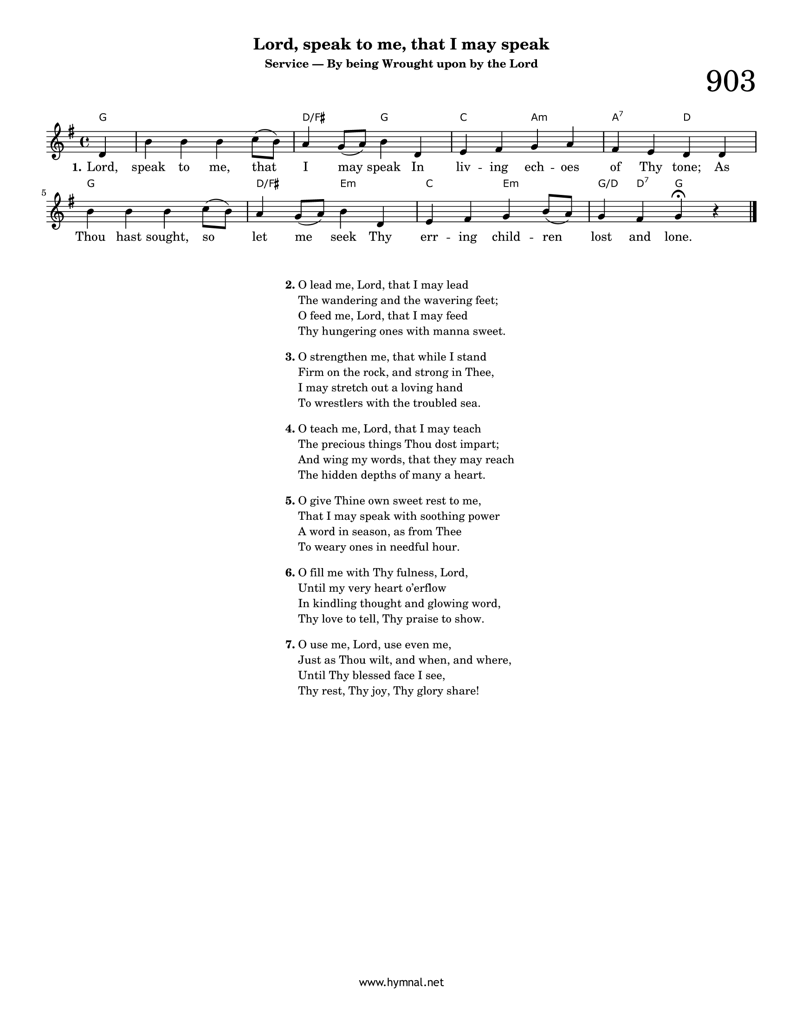 Lord, speak to me, that I may speak
Service — By being Wrought upon by the Lord
903
G D/F♯ G C Am A7 D
1. Lord, speak to me, that I may speak In liv - ing ech - oes of Thy tone; As
5
G D/F♯ Em C Em G/D D7 G
Thou hast sought, so let me seek Thy err - ing child - ren lost and lone.
2. O lead me, Lord, that I may lead
The wandering and the wavering feet;
O feed me, Lord, that I may feed
Thy hungering ones with manna sweet.
3. O strengthen me, that while I stand
Firm on the rock, and strong in Thee,
I may stretch out a loving hand
To wrestlers with the troubled sea.
4. O teach me, Lord, that I may teach
The precious things Thou dost impart;
And wing my words, that they may reach
The hidden depths of many a heart.
5. O give Thine own sweet rest to me,
That I may speak with soothing power
A word in season, as from Thee
To weary ones in needful hour.
6. O fill me with Thy fulness, Lord,
Until my very heart o'erflow
In kindling thought and glowing word,
Thy love to tell, Thy praise to show.
7. O use me, Lord, use even me,
Just as Thou wilt, and when, and where,
Until Thy blessed face I see,
Thy rest, Thy joy, Thy glory share!
www.hymnal.net